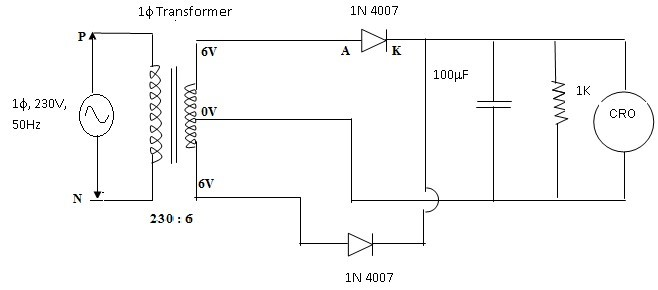 1ϕ Transformer
1N 4007
P
6V
A
K
100µF
1ϕ, 230V,
50Hz
1K
CRO
0V
6V
N
230 : 6
1N 4007